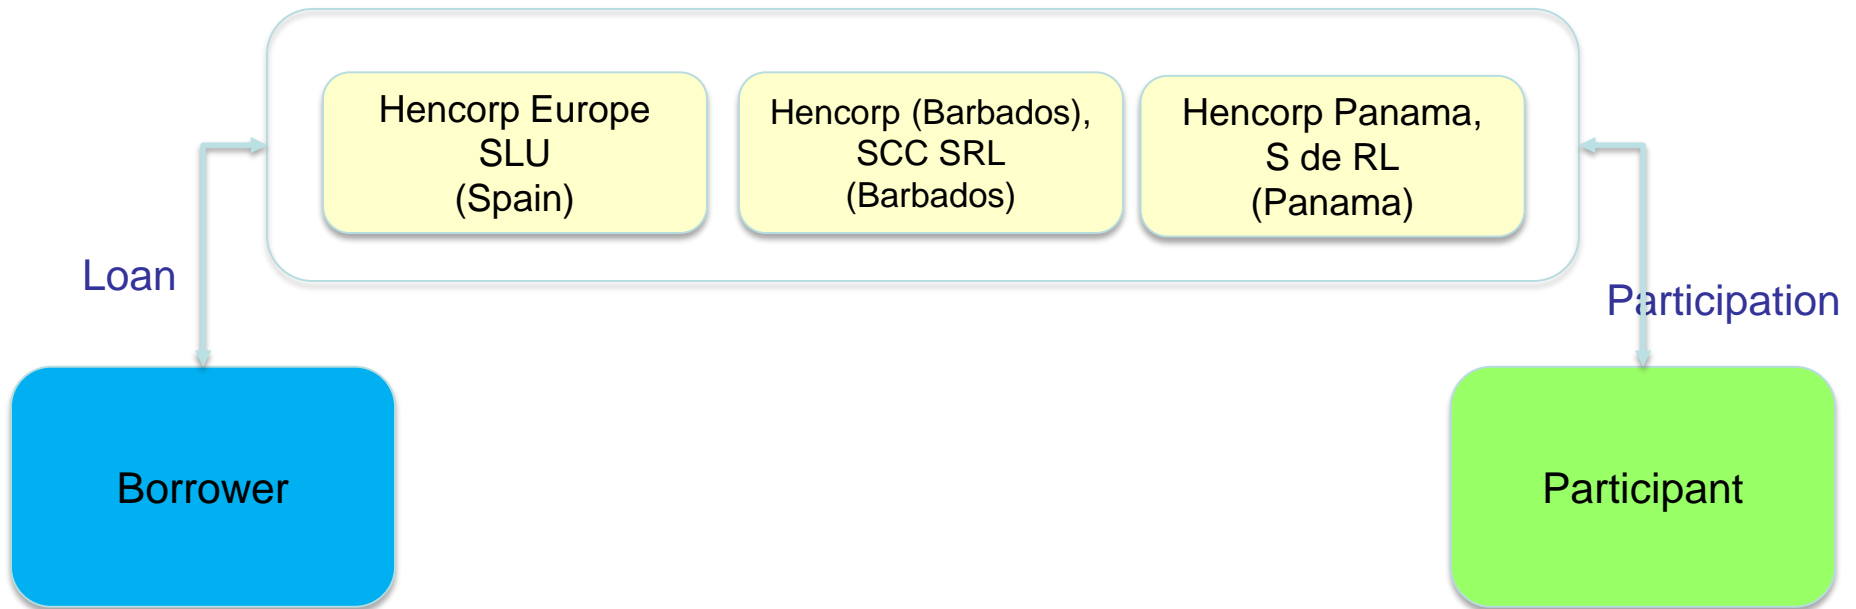 Hencorp Europe
SLU
(Spain)
Hencorp (Barbados),
SCC SRL
(Barbados)
Hencorp Panama,
S de RL
(Panama)
Loan
Participation
Borrower
Participant